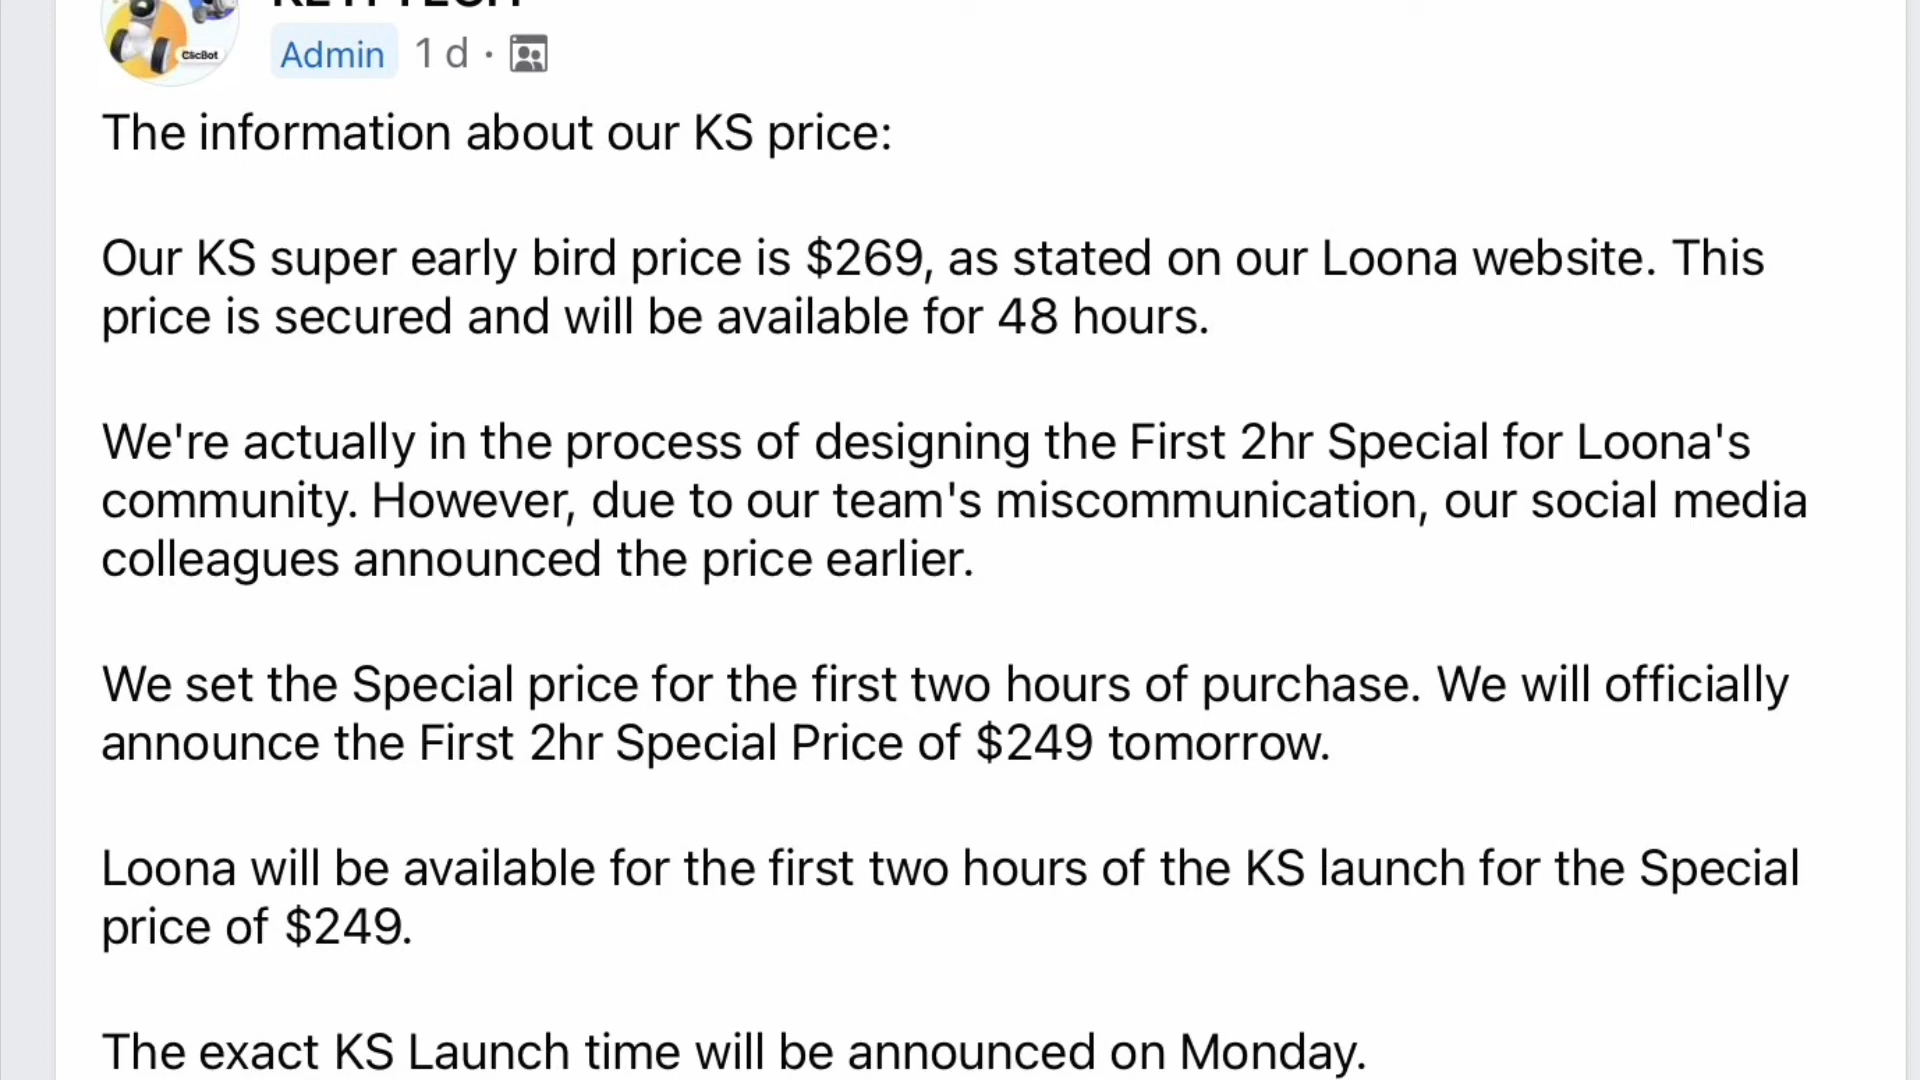 ClicBot
Admin 1 d ·
The information about our KS price:
Our KS super early bird price is $269, as stated on our Loona website. This
price is secured and will be available for 48 hours.
We're actually in the process of designing the First 2hr Special for Loona's
community. However, due to our team's miscommunication, our social media
colleagues announced the price earlier.
We set the Special price for the first two hours of purchase. We will officially
announce the First 2hr Special Price of $249 tomorrow.
Loona will be available for the first two hours of the KS launch for the Special
price of $249.
The exact KS Launch time will be announced on Monday.